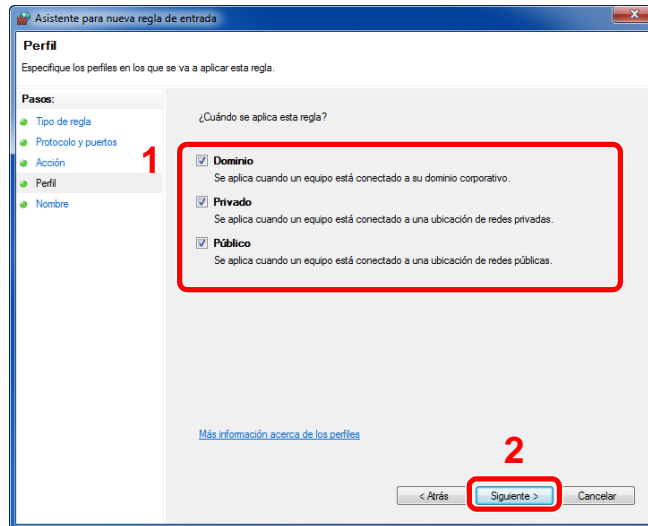 Asistente para nueva regla de entrada
Perfil
Especifique los perfiles en los que se va a aplicar esta regla.
Pasos:
Tipo de regla
Protocolo y puertos
Acción
Perfil
Nombre
¿Cuándo se aplica esta regla?
1
Dominio
Se aplica cuando un equipo está conectado a su dominio corporativo.
Privado
Se aplica cuando un equipo está conectado a una ubicación de redes privadas.
Público
Se aplica cuando un equipo está conectado a una ubicación de redes públicas.
Más información acerca de los perfiles
2
< Atrás Siguiente > Cancelar